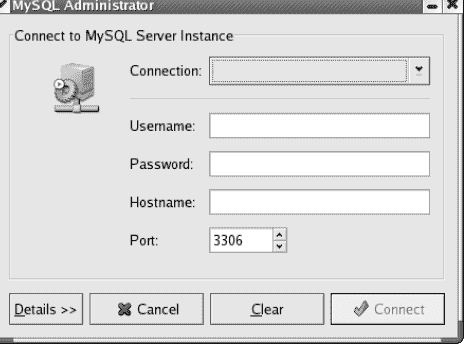 MySQL Administrator
Connect to MySQL Server Instance
Connection:
Username:
Password:
Hostname:
Port: 3306
Details >> Cancel Clear Connect